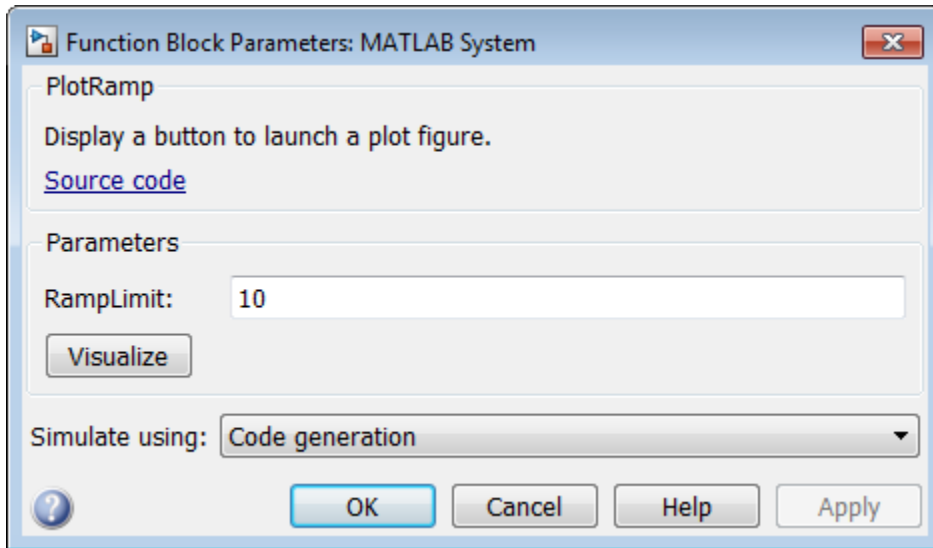 Function Block Parameters: MATLAB System
PlotRamp
Display a button to launch a plot figure.
Source code
Parameters
RampLimit: 10
Visualize
Simulate using: Code generation
? OK Cancel Help Apply